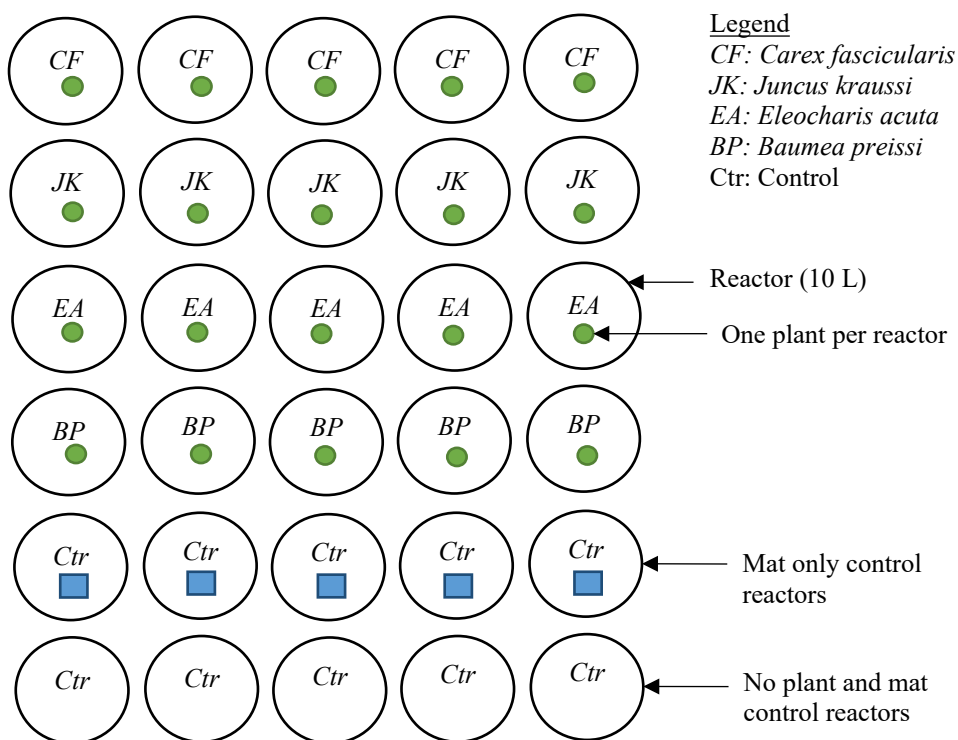 CF CF CF CF CF
JK JK JK JK JK
EA EA EA EA EA
BP BP BP BP BP
Ctr Ctr Ctr Ctr Ctr
Ctr Ctr Ctr Ctr Ctr
Legend
CF: Carex fascicularis
JK: Juncus kraussi
EA: Eleocharis acuta
BP: Baumea preissi
Ctr: Control
Reactor (10 L)
One plant per reactor
Mat only control
reactors
No plant and mat
control reactors